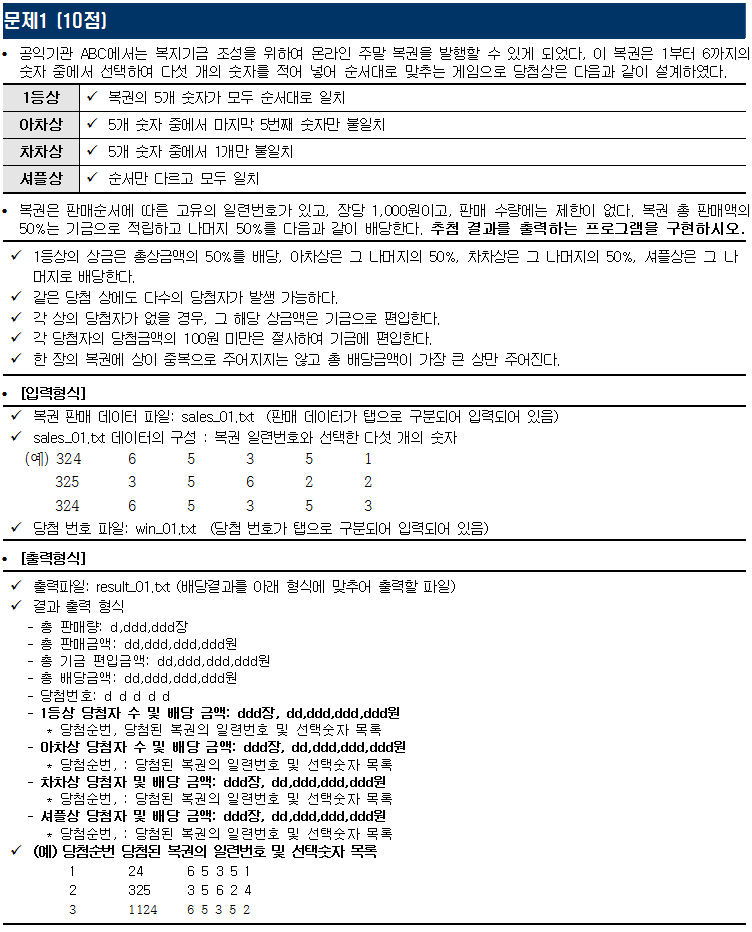 문제1 (10점)
• 공익기관 ABC에서는 복지기금 조성을 위하여 온라인 주말 복권을 발행할 수 있게 되었다. 이 복권은 1부터 6까지의
숫자 중에서 선택하여 다섯 개의 숫자를 적어 넣어 순서대로 맞추는 게임으로 당첨상은 다음과 같이 설계하였다.
1등상 ✓ 복권의 5개 숫자가 모두 순서대로 일치
아차상 ✓ 5개 숫자 중에서 마지막 5번째 숫자만 불일치
차차상 ✓ 5개 숫자 중에서 1개만 불일치
셔플상 ✓ 순서만 다르고 모두 일치
• 복권은 판매순서에 따른 고유의 일련번호가 있고, 장당 1,000원이고, 판매 수량에는 제한이 없다. 복권 총 판매액의
50%는 기금으로 적립하고 나머지 50%를 다음과 같이 배당한다. 추첨 결과를 출력하는 프로그램을 구현하시오.
✓ 1등상의 상금은 총상금액의 50%를 배당, 아차상은 그 나머지의 50%, 차차상은 그 나머지의 50%, 셔플상은 그 나
머지로 배당한다.
✓ 같은 당첨 상에도 다수의 당첨자가 발생 가능하다.
✓ 각 상의 당첨자가 없을 경우, 그 해당 상금액은 기금으로 편입한다.
✓ 각 당첨자의 당첨금액의 100원 미만은 절사하여 기금에 편입한다.
✓ 한 장의 복권에 상이 중복으로 주어지지는 않고 총 배당금액이 가장 큰 상만 주어진다.
• [입력형식]
✓ 복권 판매 데이터 파일: sales_01.txt (판매 데이터가 탭으로 구분되어 입력되어 있음)
✓ sales_01.txt 데이터의 구성 : 복권 일련번호와 선택한 다섯 개의 숫자
(예) 324 6 5 3 5 1
325 3 5 6 2 2
324 6 5 3 5 3
✓ 당첨 번호 파일: win_01.txt (당첨 번호가 탭으로 구분되어 입력되어 있음)
• [출력형식]
✓ 출력파일: result_01.txt (배당결과를 아래 형식에 맞추어 출력할 파일)
✓ 결과 출력 형식
- 총 판매량: d,ddd,ddd장
- 총 판매금액: dd,ddd,ddd,ddd원
- 총 기금 편입금액: dd,ddd,ddd,ddd원
- 총 배당금액: dd,ddd,ddd,ddd원
- 당첨번호: d d d d d
- 1등상 당첨자 수 및 배당 금액: ddd장, dd,ddd,ddd,ddd원
* 당첨순번, 당첨된 복권의 일련번호 및 선택숫자 목록
- 아차상 당첨자 수 및 배당 금액: ddd장, dd,ddd,ddd,ddd원
* 당첨순번, : 당첨된 복권의 일련번호 및 선택숫자 목록
- 차차상 당첨자 및 배당 금액: ddd장, dd,ddd,ddd,ddd원
* 당첨순번, : 당첨된 복권의 일련번호 및 선택숫자 목록
- 셔플상 당첨자 및 배당 금액: ddd장, dd,ddd,ddd,ddd원
* 당첨순번, : 당첨된 복권의 일련번호 및 선택숫자 목록
✓ (예) 당첨순번 당첨된 복권의 일련번호 및 선택숫자 목록
1 24 6 5 3 5 1
2 325 3 5 6 2 4
3 1124 6 5 3 5 2